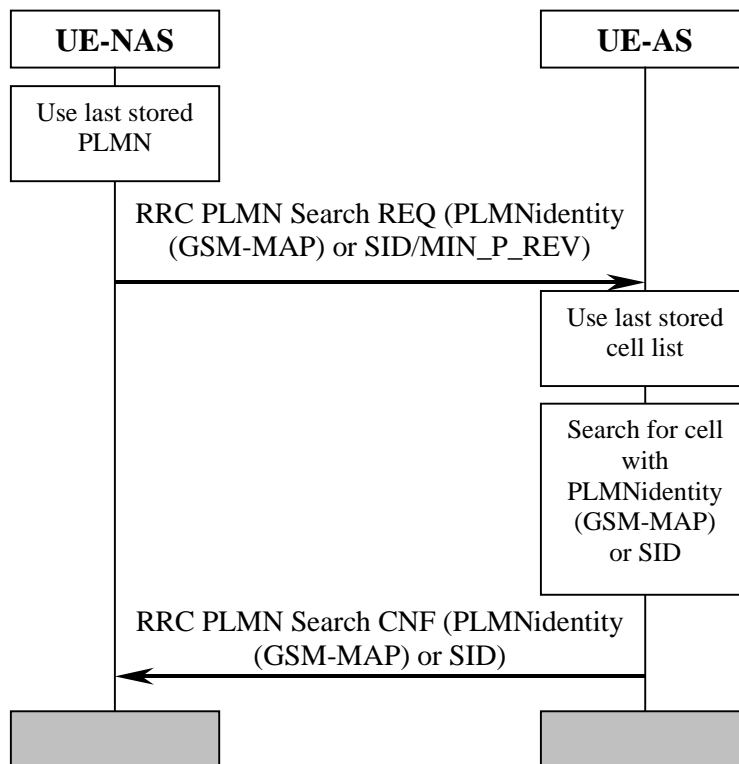 UE-NAS
UE-AS
Use last stored
PLMN
RRC PLMN Search REQ (PLMNidentity
(GSM-MAP) or SID/MIN_P_REV)
Use last stored
cell list
Search for cell
with
PLMNidentity
(GSM-MAP)
or SID
RRC PLMN Search CNF (PLMNidentity
(GSM-MAP) or SID)